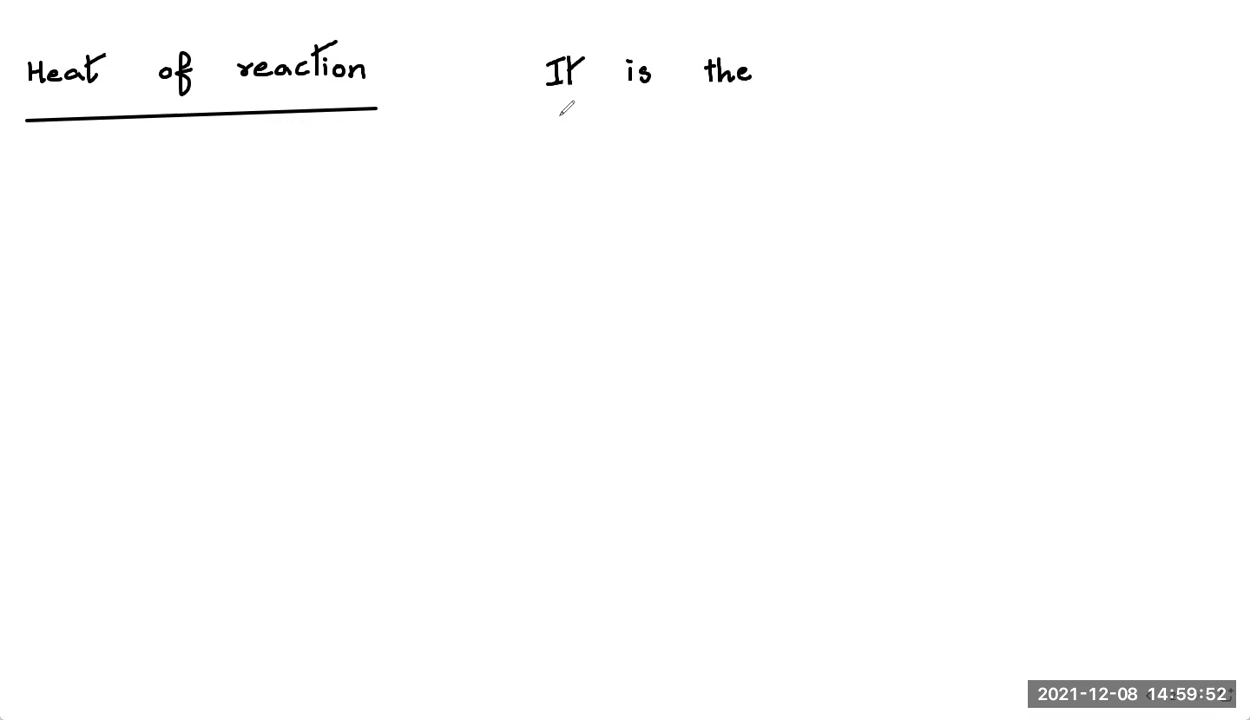 Heat of reaction It is the
2021-12-08 14:59:52